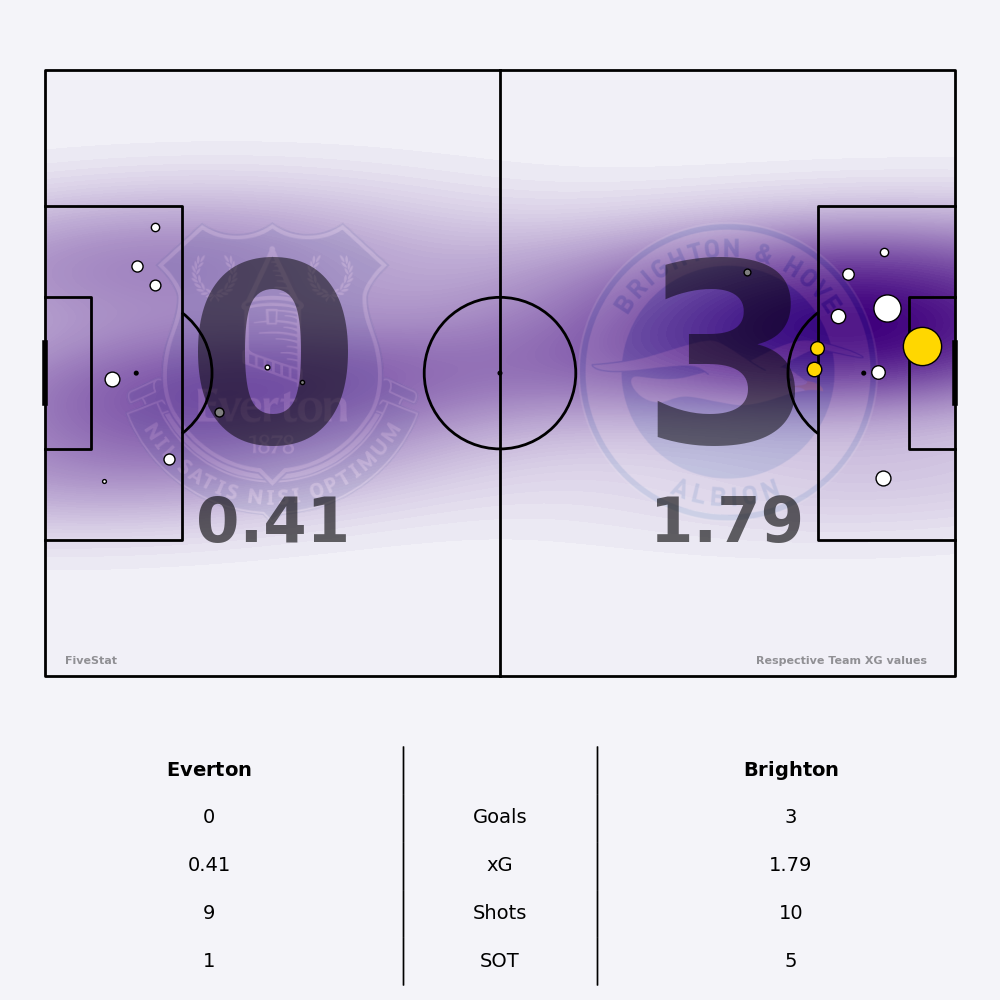 BRIGHTON & HOVE
0
3
Everton
1878
NIL SATIS NISI OPTIMUM
ALBION
0.41
1.79
FiveStat
Respective Team XG values
Everton Brighton
0 Goals 3
0.41 xG 1.79
9 Shots 10
1 SOT 5